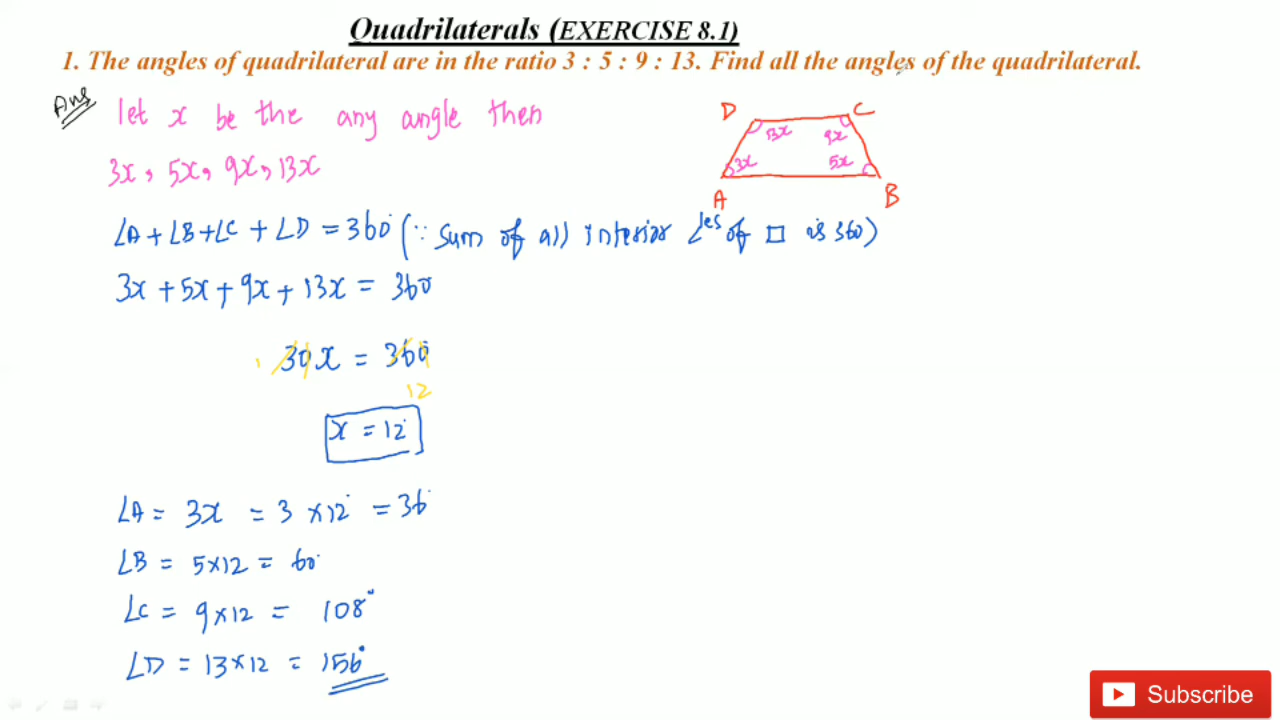 Quadrilaterals (EXERCISE 8.1)
1. The angles of quadrilateral are in the ratio 3 : 5 : 9 : 13. Find all the angles of the quadrilateral.
Ans
let x be the any angle then
3x, 5x, 9x, 13x
D C
13x 9x
3x 5x
A B
∠A + ∠B + ∠C + ∠D = 360° (∵ Sum of all interior ∠les of □ is 360)
3x + 5x + 9x + 13x = 360
1 30x = 360
12
x = 12°
∠A = 3x = 3 × 12° = 36°
∠B = 5×12 = 60°
∠C = 9×12 = 108°
∠D = 13×12 = 156°
Subscribe